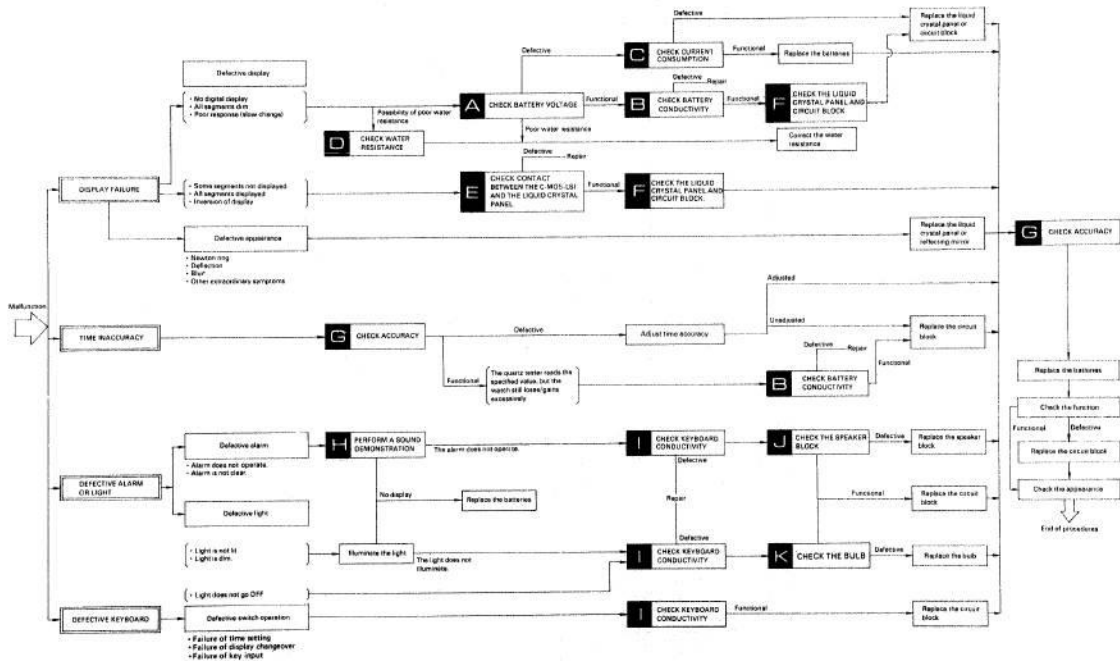 Malfunction
DISPLAY FAILURE
Defective display
• No digital display
• All segments dim
• Poor response (slow change)
Possibility of poor water
resistance
D CHECK WATER
RESISTANCE
A CHECK BATTERY VOLTAGE
Defective
Functional
Poor water resistance
C CHECK CURRENT
CONSUMPTION
Defective
Functional
Replace the batteries
Replace the liquid
crystal panel or
circuit block
B CHECK BATTERY
CONDUCTIVITY
Defective
Repair
Functional
F CHECK THE LIQUID
CRYSTAL PANEL AND
CIRCUIT BLOCK
Correct the water
resistance
• Some segments not displayed
• All segments displayed
• Inversion of display
Defective
Repair
E CHECK CONTACT
BETWEEN THE C-MOS-LSI
AND THE LIQUID CRYSTAL
PANEL
Functional
F CHECK THE LIQUID
CRYSTAL PANEL AND
CIRCUIT BLOCK.
Defective appearance
• Newton ring
• Deflection
• Blur
• Other extraordinary symptoms
Replace the liquid
crystal panel or
reflecting mirror
G CHECK ACCURACY
TIME INACCURACY
G CHECK ACCURACY
Defective
Adjust time accuracy
Adjusted
Unadjusted
Replace the circuit
block
Functional
The quartz tester reads the
specified value, but the
watch still loses/gains
excessively
B CHECK BATTERY
CONDUCTIVITY
Defective
Repair
Functional
DEFECTIVE ALARM
OR LIGHT
Defective alarm
• Alarm does not operate.
• Alarm is not clear.
H PERFORM A SOUND
DEMONSTRATION
The alarm does not operate.
I CHECK KEYBOARD
CONDUCTIVITY
Defective
J CHECK THE SPEAKER
BLOCK
Defective
Replace the speaker
block
No display
Replace the batteries
Repair
Functional
Replace the circuit
block
Defective light
• Light is not lit
• Light is dim.
Illuminate the light
The light does not
illuminate.
Defective
I CHECK KEYBOARD
CONDUCTIVITY
K CHECK THE BULB
Defective
Replace the bulb
• Light does not go OFF
DEFECTIVE KEYBOARD
Defective switch operation
• Failure of time setting
• Failure of display changeover
• Failure of key input
I CHECK KEYBOARD
CONDUCTIVITY
Functional
Replace the circuit
block
Replace the batteries
Check the function
Functional
Defective
Replace the circuit block
Check the appearance
End of procedures